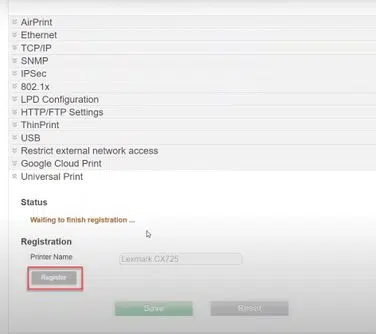 AirPrint
Ethernet
TCP/IP
SNMP
IPSec
802.1x
LPD Configuration
HTTP/FTP Settings
ThinPrint
USB
Restrict external network access
Google Cloud Print
Universal Print
Status
Waiting to finish registration ...
Registration
Printer Name Lexmark CX725
Register
Save Reset